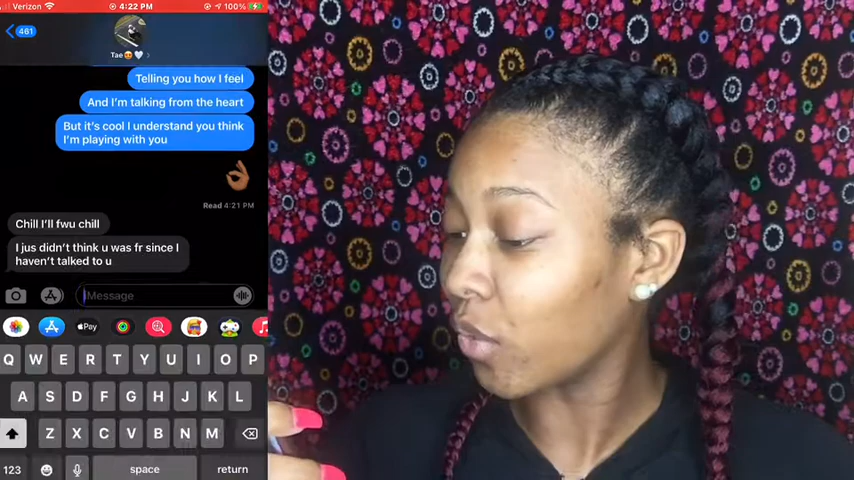 Verizon 4:22 PM 100%
461
Tae😍🤍
Telling you how I feel
And I'm talking from the heart
But it's cool I understand you think
I'm playing with you
👌🏾
Read 4:21 PM
Chill I'll fwu chill
I jus didn't think u was fr since I
haven't talked to u
Message
Pay
Q W E R T Y U I O P
A S D F G H J K L
Z X C V B N M
123 space return